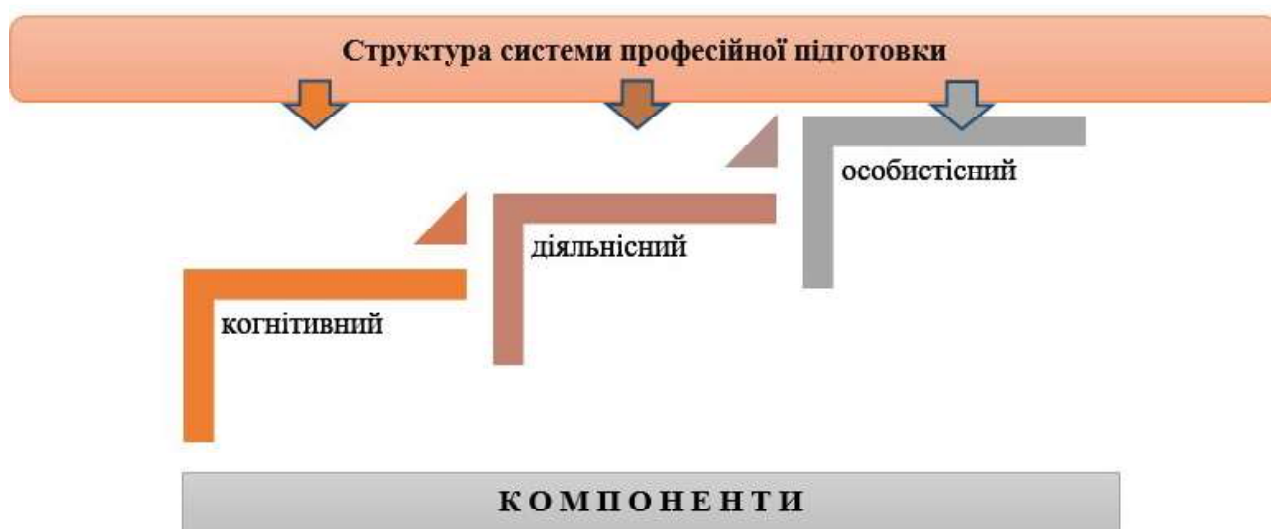 Структура системи професійної підготовки
особистісний
діяльнісний
когнітивний
КОМПОНЕНТИ